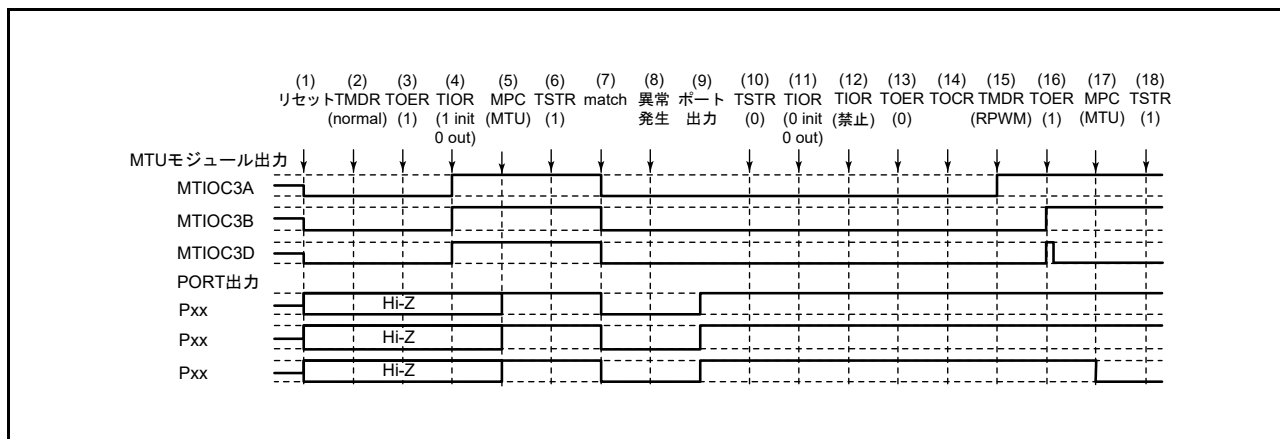 (1) (2) (3) (4) (5) (6) (7) (8) (9) (10) (11) (12) (13) (14) (15) (16) (17) (18)
リセット TMDR TOER TIOR MPC TSTR match 異常 ポート TSTR TIOR TIOR TOER TOCR TMDR TOER MPC TSTR
(normal) (1) (1 init (MTU) (1) 発生 出力 (0) (0 init (禁止) (0) (RPWM) (1) (MTU) (1)
0 out) 0 out)
MTUモジュール出力
MTIOC3A
MTIOC3B
MTIOC3D
PORT出力
Pxx Hi-Z
Pxx Hi-Z
Pxx Hi-Z